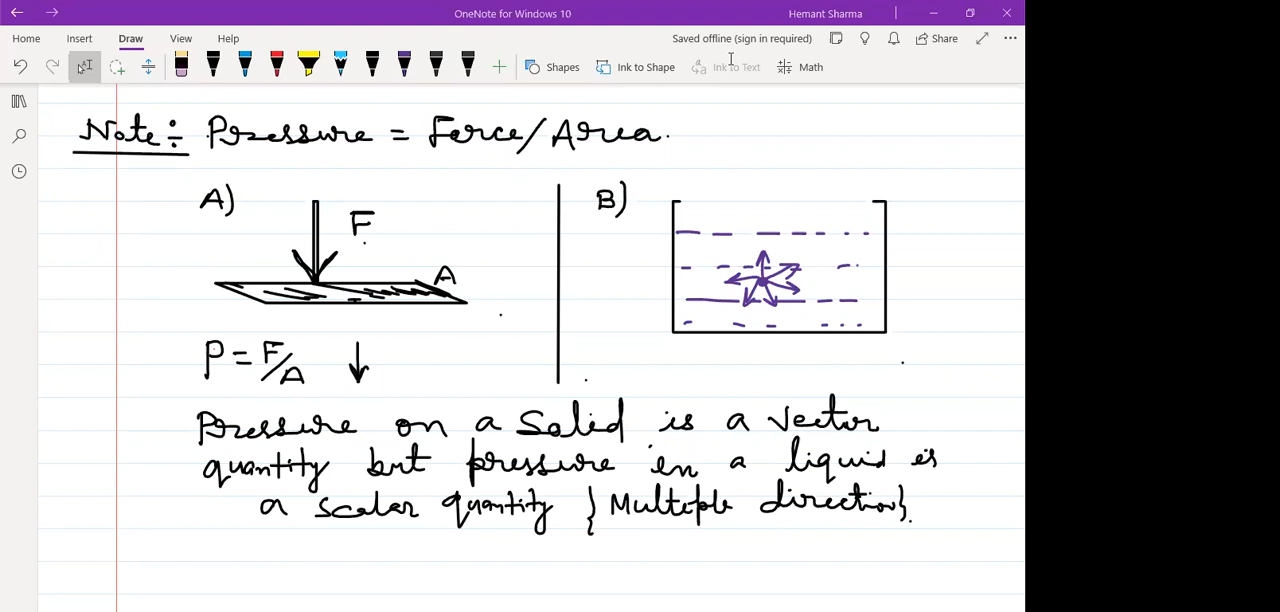 OneNote for Windows 10
Hemant Sharma
Home Insert Draw View Help
Saved offline (sign in required)
Share
Shapes
Ink to Shape
Ink to Text
Math
Note ÷ Pressure = Force/Area.
A)
F
A
P = F/A ↓
B)
Pressure on a Solid is a vector
quantity but pressure in a liquid is
a scalar quantity {Multiple direction}.